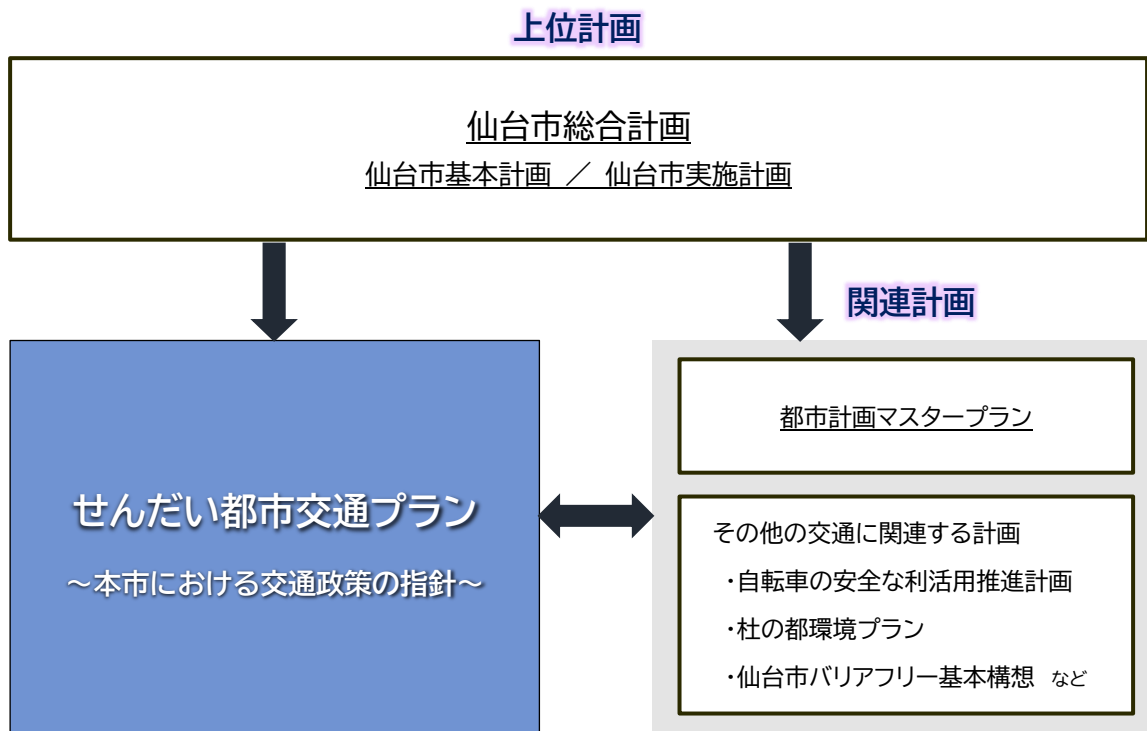 上位計画
仙台市総合計画
仙台市基本計画 ／ 仙台市実施計画
関連計画
せんだい都市交通プラン
～本市における交通政策の指針～
都市計画マスタープラン
その他の交通に関連する計画
・自転車の安全な利活用推進計画
・杜の都環境プラン
・仙台市バリアフリー基本構想 など